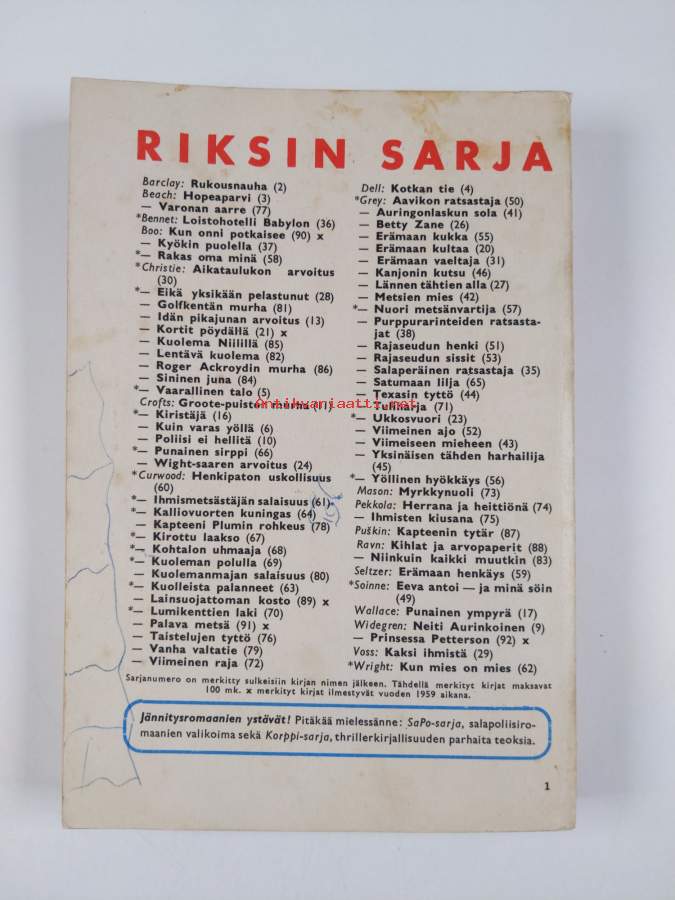 RIKSIN SARJA
Barclay: Rukousnauha (2)
Beach: Hopeaparvi (3)
— Varonan aarre (77)
*Bennet: Loistohotelli Babylon (36)
Boo: Kun onni potkaisee (90) x
— Kyökin puolella (37)
*— Rakas oma minä (58)
*Christie: Aikataulukon arvoitus
(30)
*— Eikä yksikään pelastunut (28)
— Golfkentän murha (81)
— Idän pikajunan arvoitus (13)
— Kortit pöydällä (21) x
— Kuolema Niilillä (85)
— Lentävä kuolema (82)
— Roger Ackroydin murha (86)
— Sininen juna (84)
*— Vaarallinen talo (5)
Crofts: Groote-puiston murha (1)
*— Kiristäjä (16)
— Kuin varas yöllä (6)
— Poliisi ei hellitä (10)
*— Punainen sirppi (66)
— Wight-saaren arvoitus (24)
*Curwood: Henkipaton uskollisuus
(60)
*— Ihmismetsästäjän salaisuus (61)
*— Kalliovuorten kuningas (64)
— Kapteeni Plumin rohkeus (78)
*— Kirottu laakso (67)
*— Kohtalon uhmaaja (68)
*— Kuoleman polulla (69)
— Kuolemanmajan salaisuus (80)
*— Kuolleista palanneet (63)
— Lainsuojattoman kosto (89) x
*— Lumikenttien laki (70)
— Palava metsä (91) x
— Taistelujen tyttö (76)
— Vanha valtatie (79)
— Viimeinen raja (72)
Dell: Kotkan tie (4)
*Grey: Aavikon ratsastaja (50)
— Auringonlaskun sola (41)
— Betty Zane (26)
— Erämaan kukka (55)
— Erämaan kultaa (20)
— Erämaan vaeltaja (31)
— Kanjonin kutsu (46)
— Lännen tähtien alla (27)
— Metsien mies (42)
*— Nuori metsänvartija (57)
— Purppurarinteiden ratsasta-
jat (38)
— Rajaseudun henki (51)
— Rajaseudun sissit (53)
— Salaperäinen ratsastaja (35)
— Satumaan lilja (65)
— Texasin tyttö (44)
— Tuliharja (71)
*— Ukkosvuori (23)
— Viimeinen ajo (52)
— Viimeiseen mieheen (43)
— Yksinäisen tähden harhailija
(45)
*— Yöllinen hyökkäys (56)
Mason: Myrkkynuoli (73)
Pekkola: Herrana ja heittiönä (74)
— Ihmisten kiusana (75)
Puškin: Kapteenin tytär (87)
Ravn: Kihlat ja arvopaperit (88)
— Niinkuin kaikki muutkin (83)
Seltzer: Erämaan henkäys (59)
*Soinne: Eeva antoi — ja minä söin
(49)
Wallace: Punainen ympyrä (17)
Widegren: Neiti Aurinkoinen (9)
— Prinsessa Petterson (92) x
Voss: Kaksi ihmistä (29)
*Wright: Kun mies on mies (62)
Antikvariaatti.net
Sarjanumero on merkitty sulkeisiin kirjan nimen jälkeen. Tähdellä merkityt kirjat maksavat
100 mk. x merkityt kirjat ilmestyvät vuoden 1959 aikana.
Jännitysromaanien ystävät! Pitäkää mielessänne: SaPo-sarja, salapoliisiro-
maanien valikoima sekä Korppi-sarja, thrillerkirjallisuuden parhaita teoksia.
1